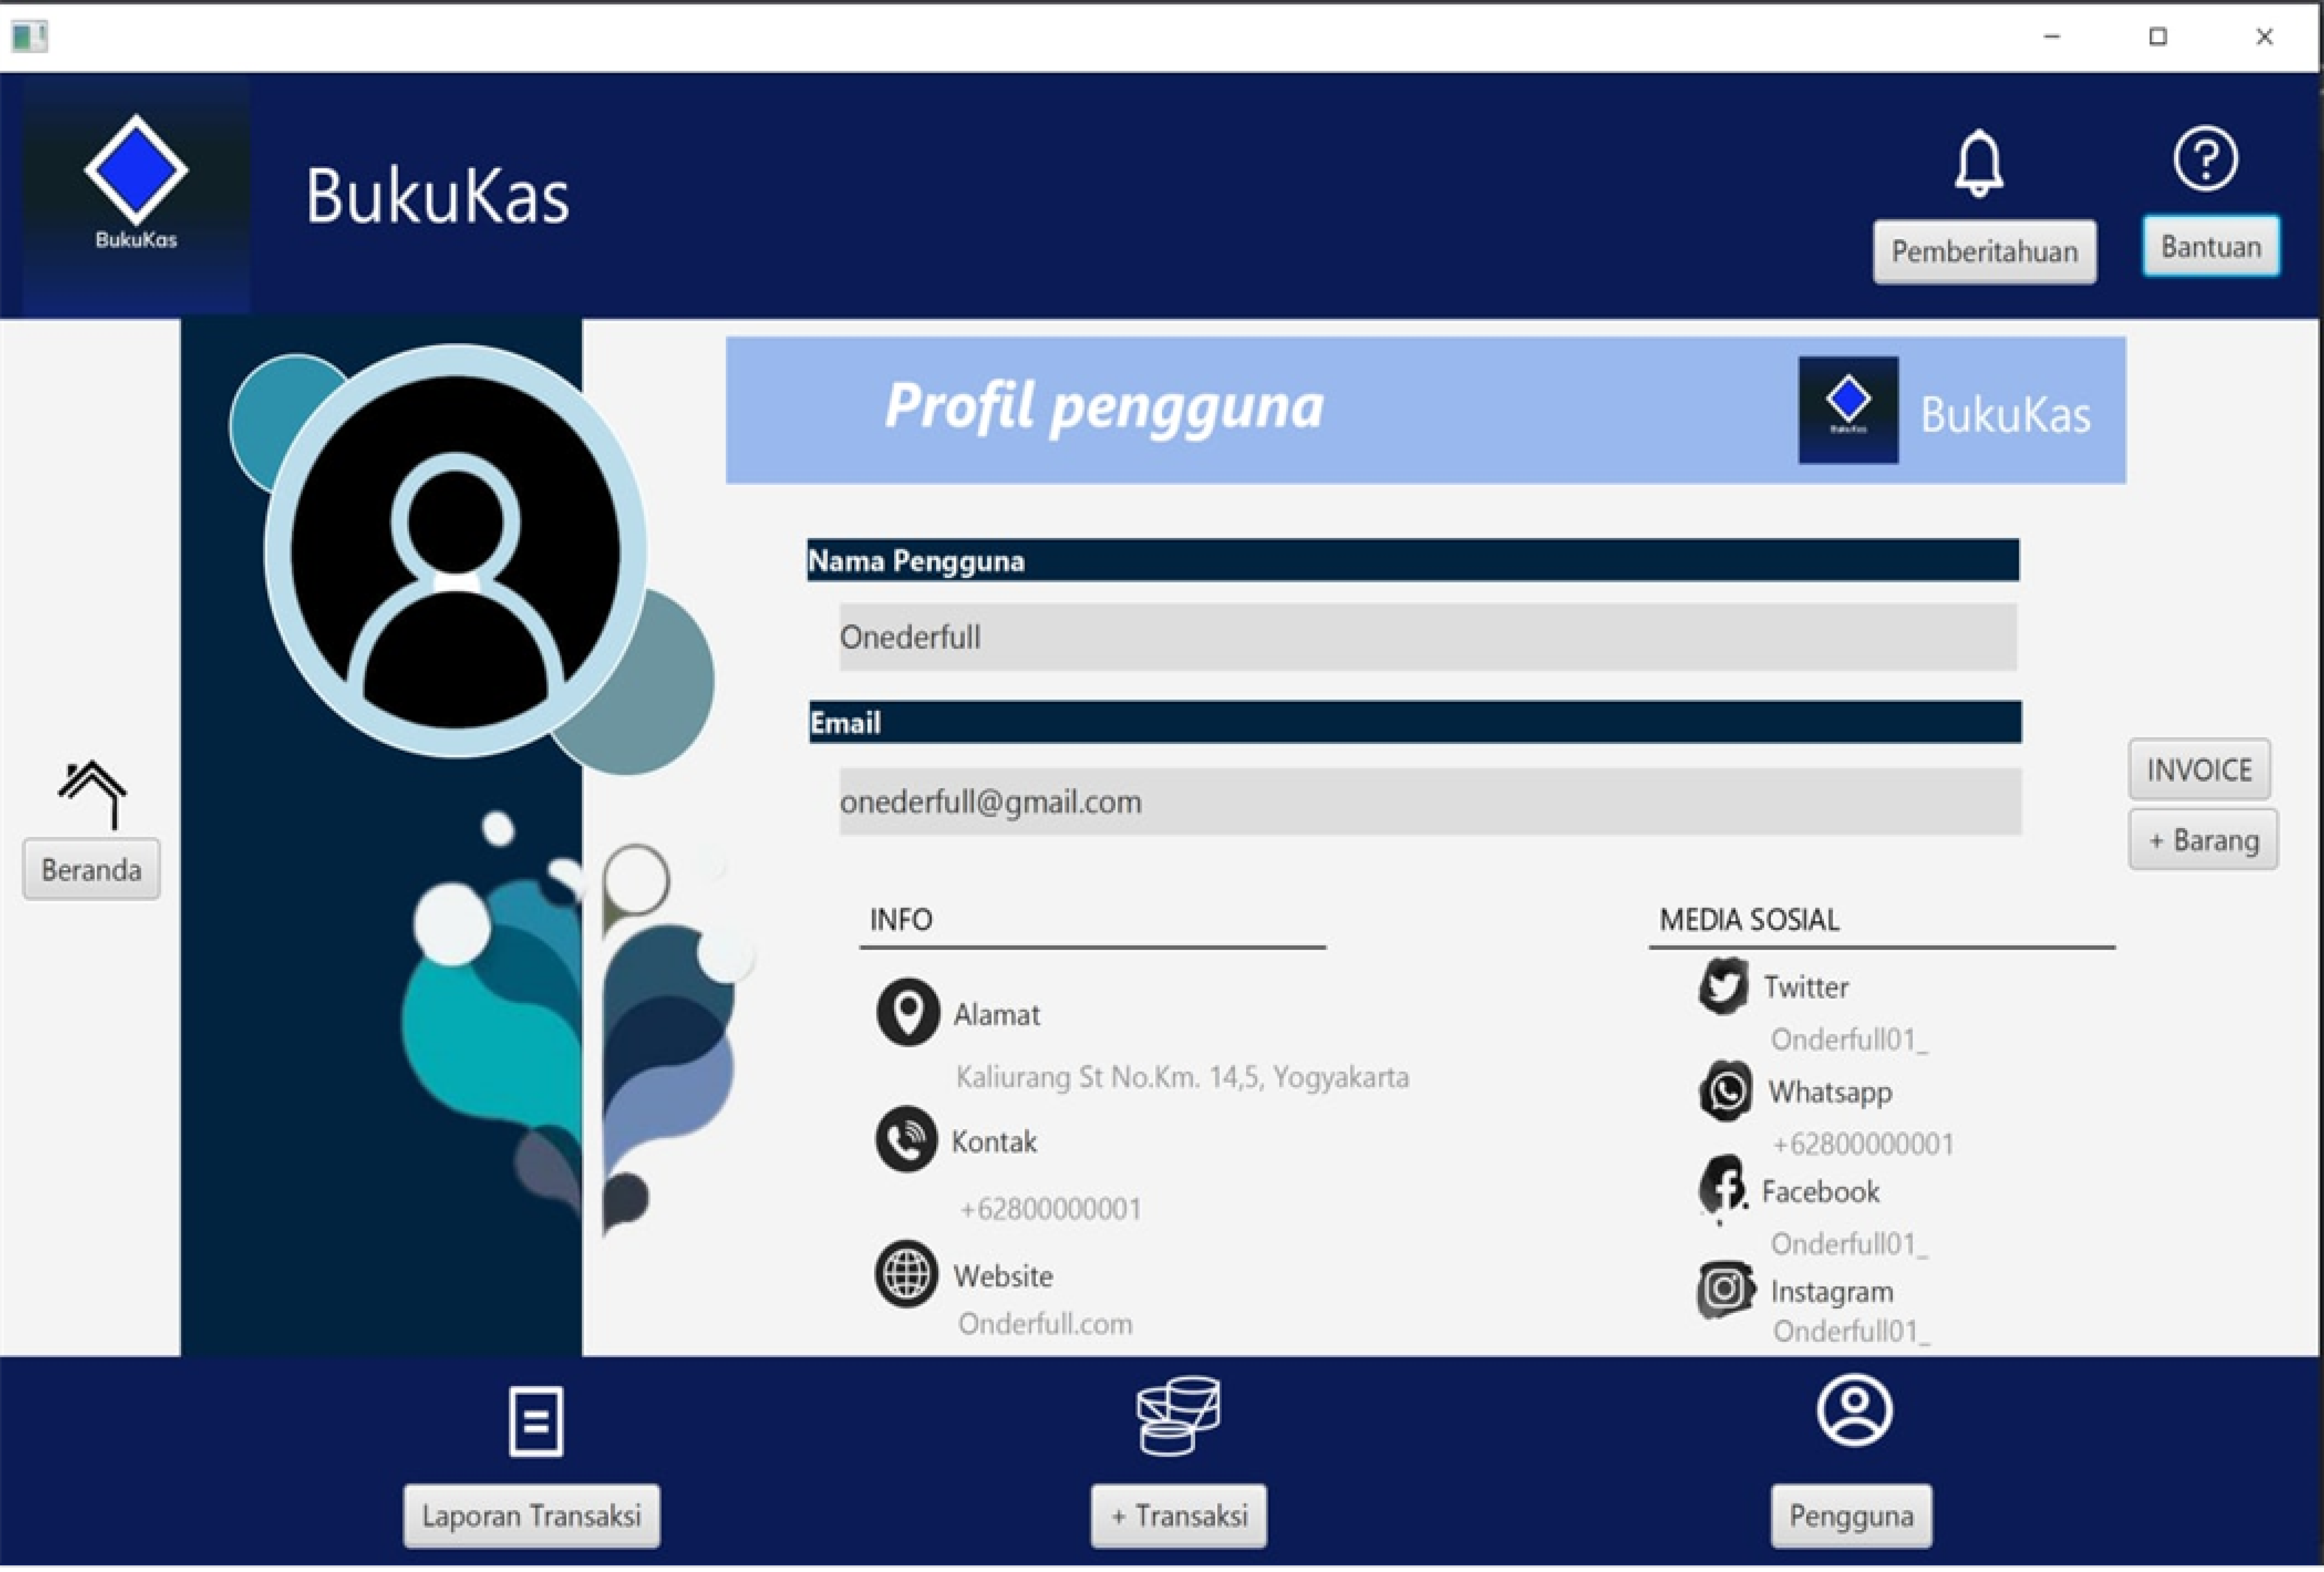 BukuKas
BukuKas
Pemberitahuan
Bantuan
Profil pengguna
BukuKas
BukuKas
Nama Pengguna
Onederfull
Email
onederfull@gmail.com
INVOICE
+ Barang
Beranda
INFO
Alamat
Kaliurang St No.Km. 14,5, Yogyakarta
Kontak
+62800000001
Website
Onderfull.com
MEDIA SOSIAL
Twitter
Onderfull01_
Whatsapp
+62800000001
Facebook
Onderfull01_
Instagram
Onderfull01_
Laporan Transaksi
+ Transaksi
Pengguna